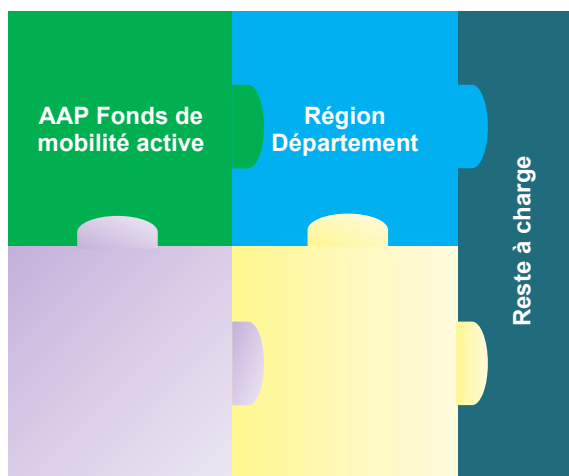 AAP Fonds de
mobilité active
Région
Département
Reste à charge